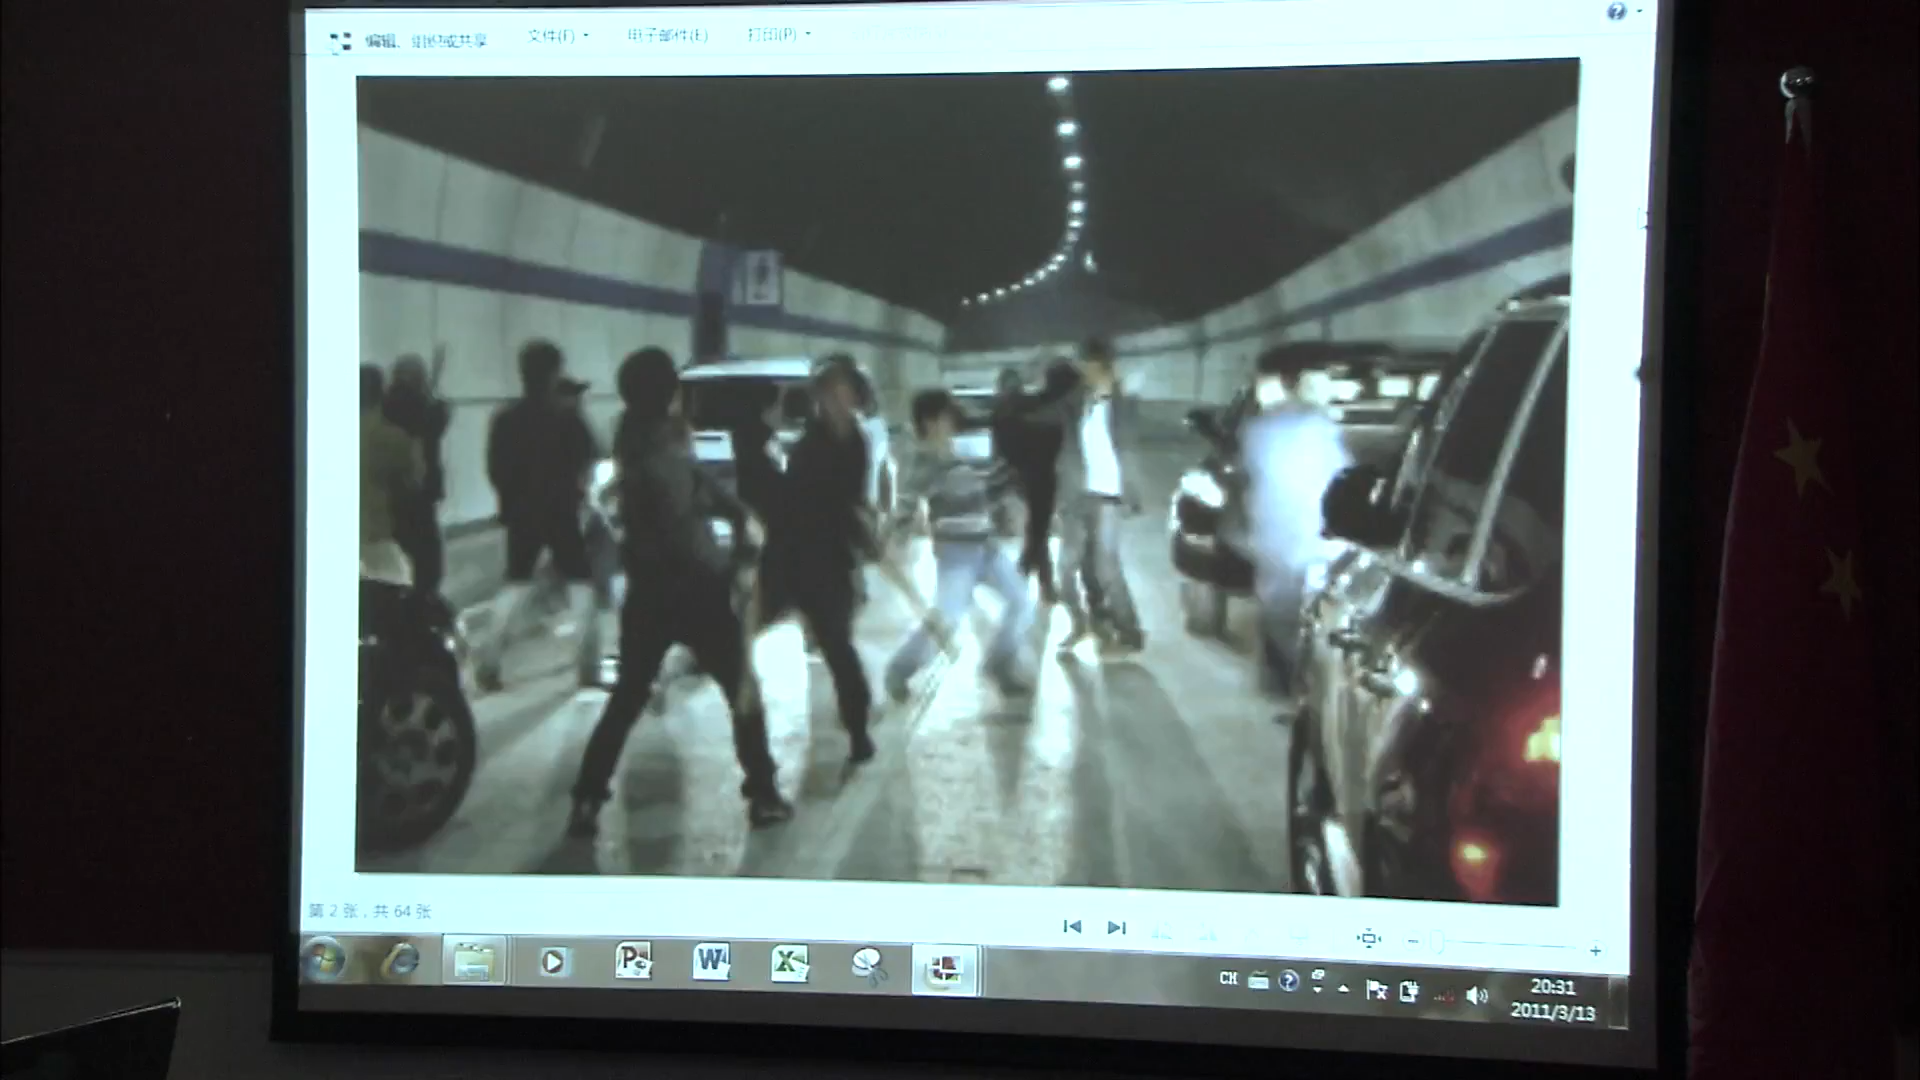 编辑、组织或共享 文件(F) 电子邮件(E) 打印(P)
第 2 张，共 64 张
CH
20:31
2011/3/13